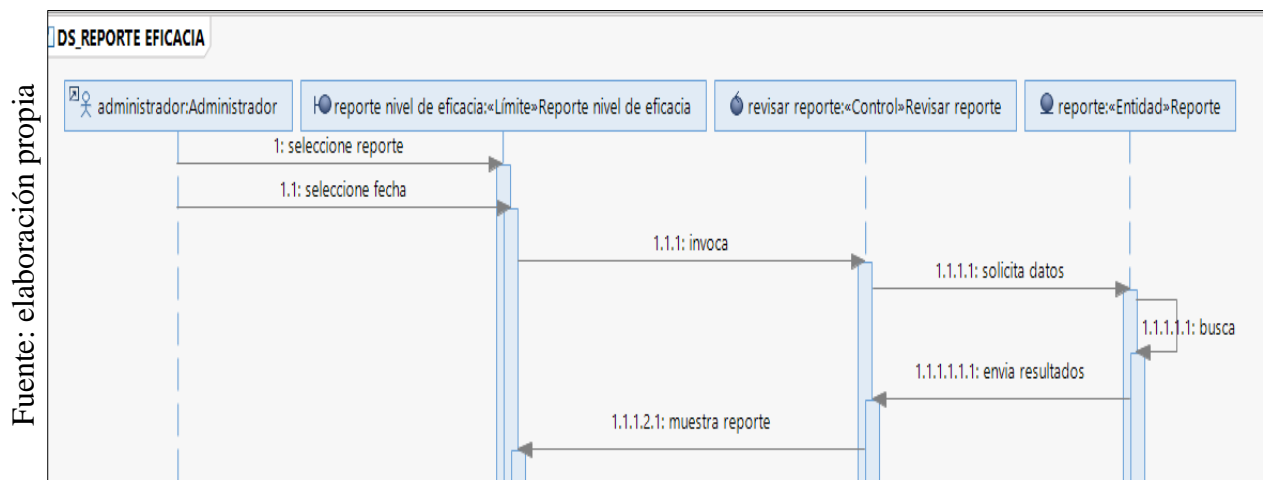 DS_REPORTE EFICACIA
administrador:Administrador
reporte nivel de eficacia:«Límite»Reporte nivel de eficacia
revisar reporte:«Control»Revisar reporte
reporte:«Entidad»Reporte
1: seleccione reporte
1.1: seleccione fecha
1.1.1: invoca
1.1.1.1: solicita datos
1.1.1.1.1: busca
1.1.1.1.1.1: envia resultados
1.1.1.2.1: muestra reporte
Fuente: elaboración propia